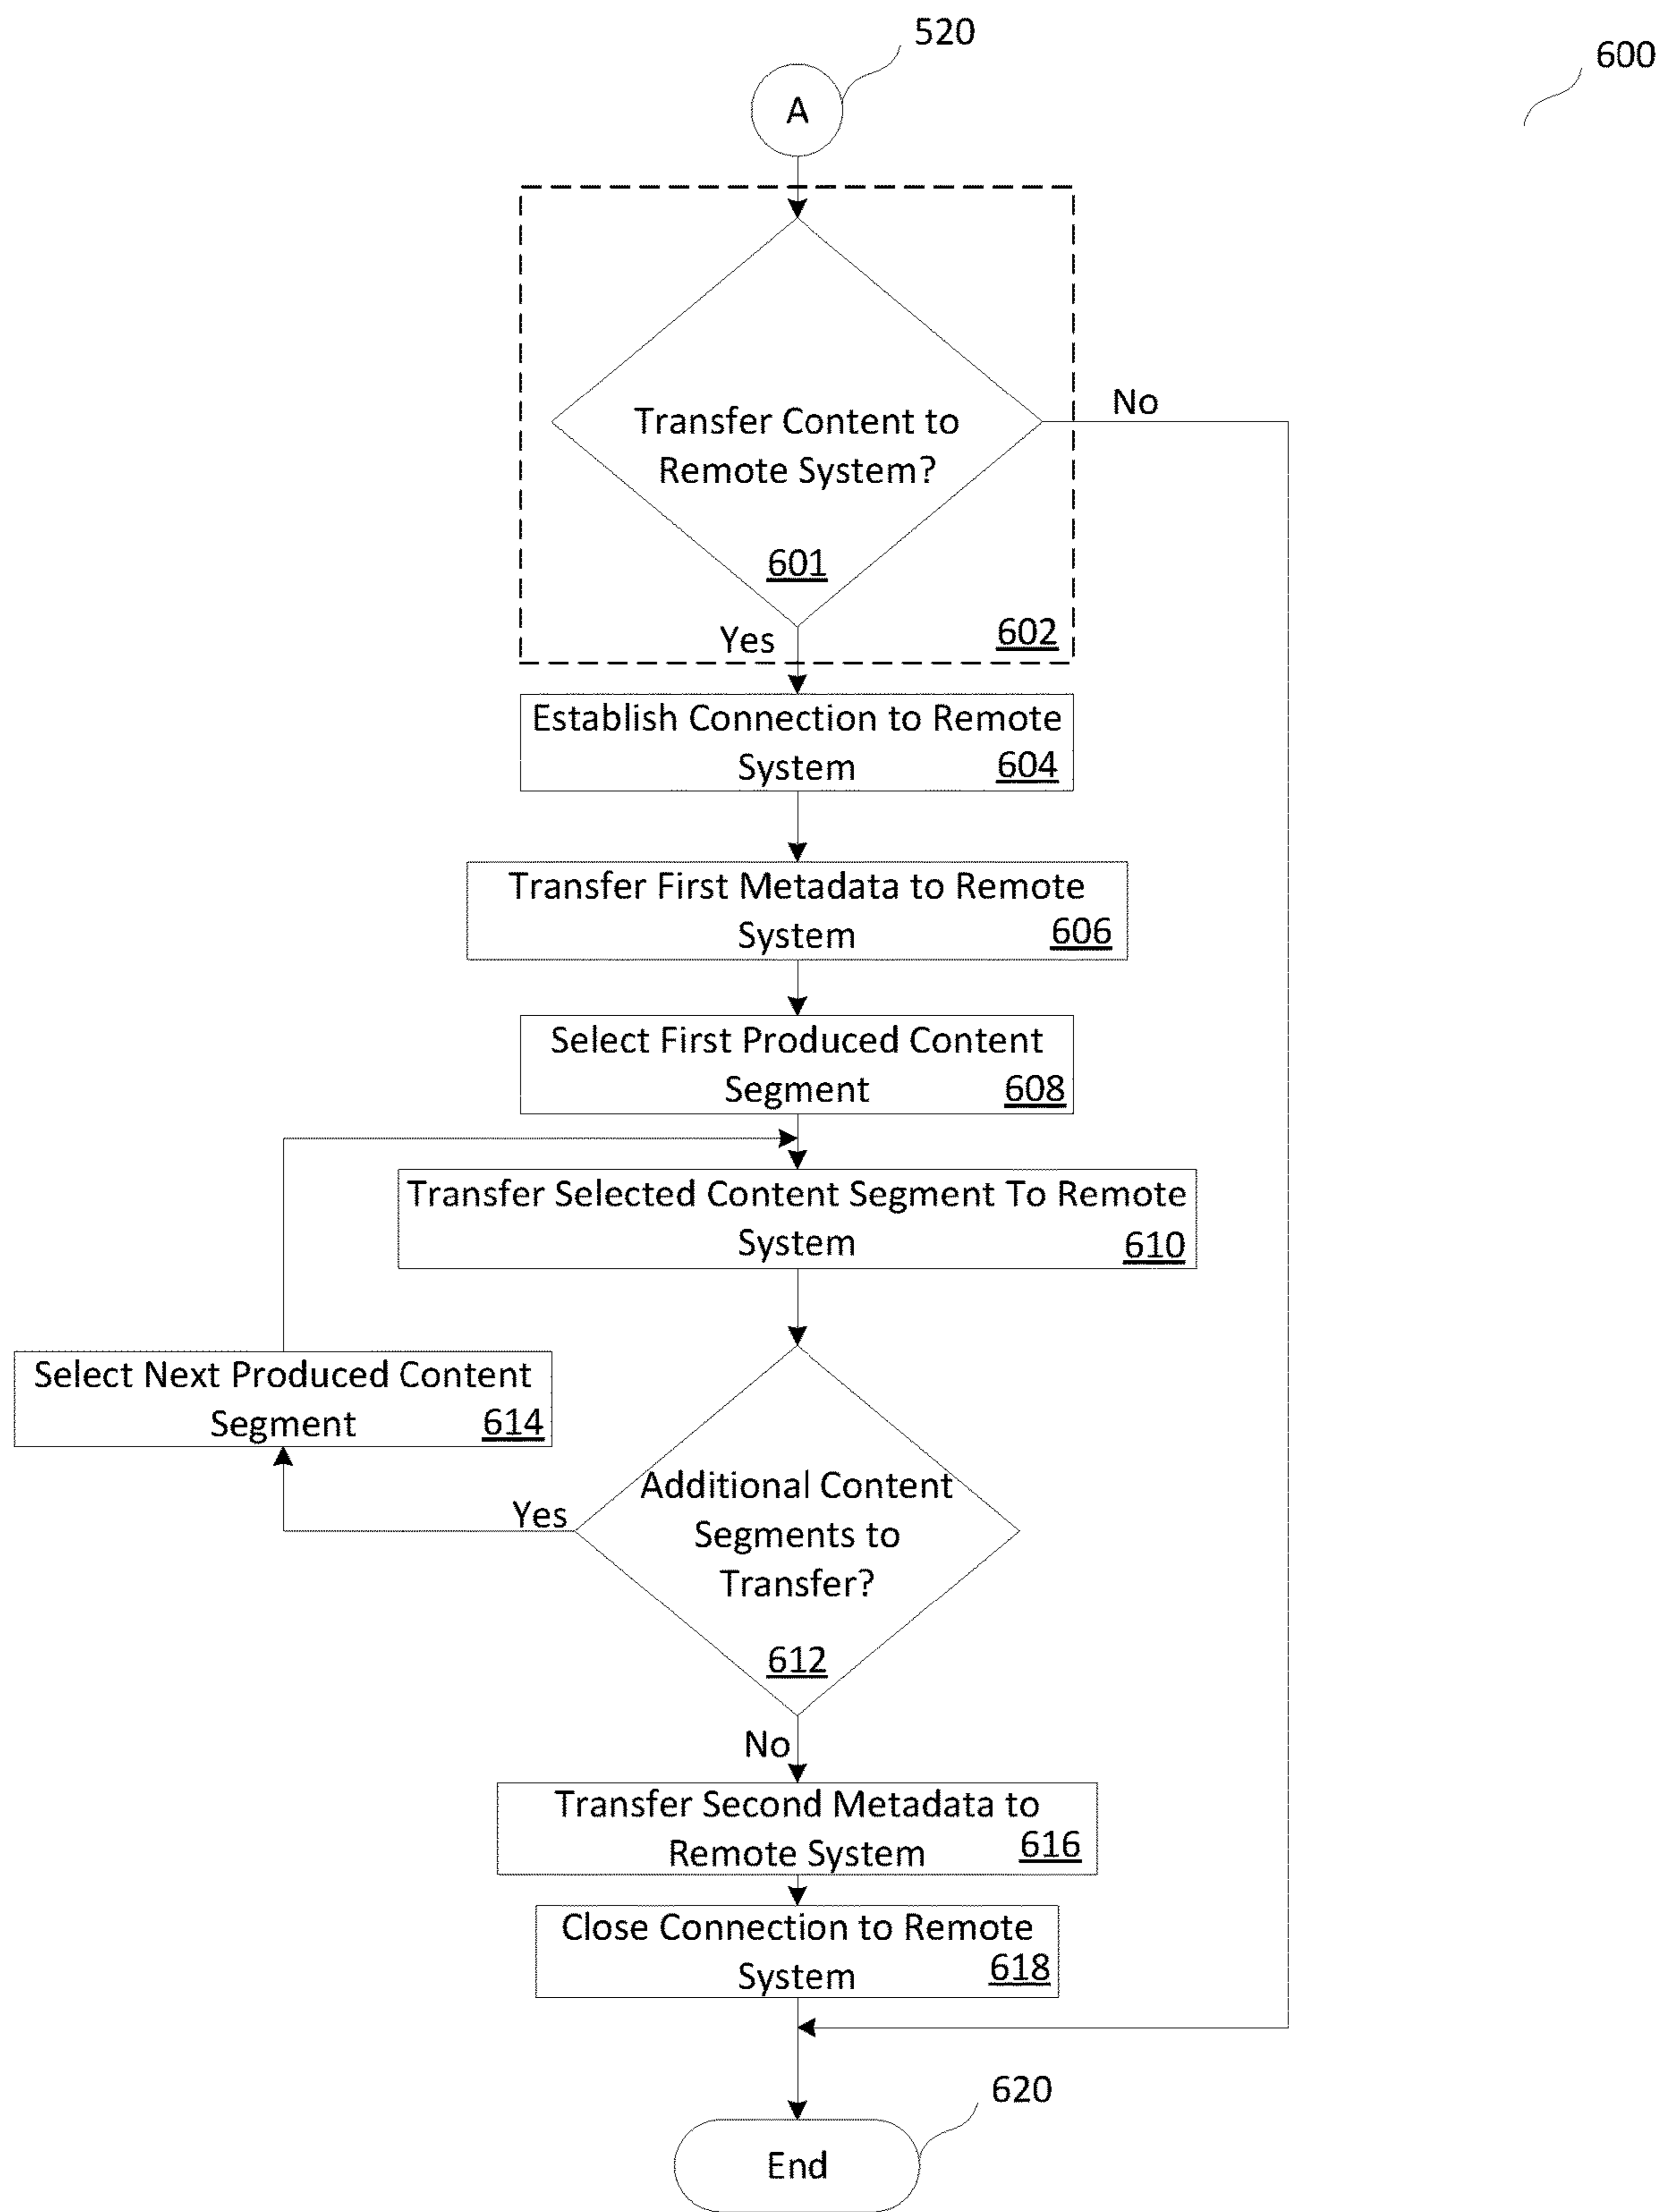 520
600
A
Transfer Content to
Remote System?
No
601
602
Yes
Establish Connection to Remote
System 604
Transfer First Metadata to Remote
System 606
Select First Produced Content
Segment 608
Transfer Selected Content Segment To Remote
System 610
Select Next Produced Content
Segment 614
Additional Content
Segments to
Transfer?
Yes
612
No
Transfer Second Metadata to
Remote System 616
Close Connection to Remote
System 618
620
End